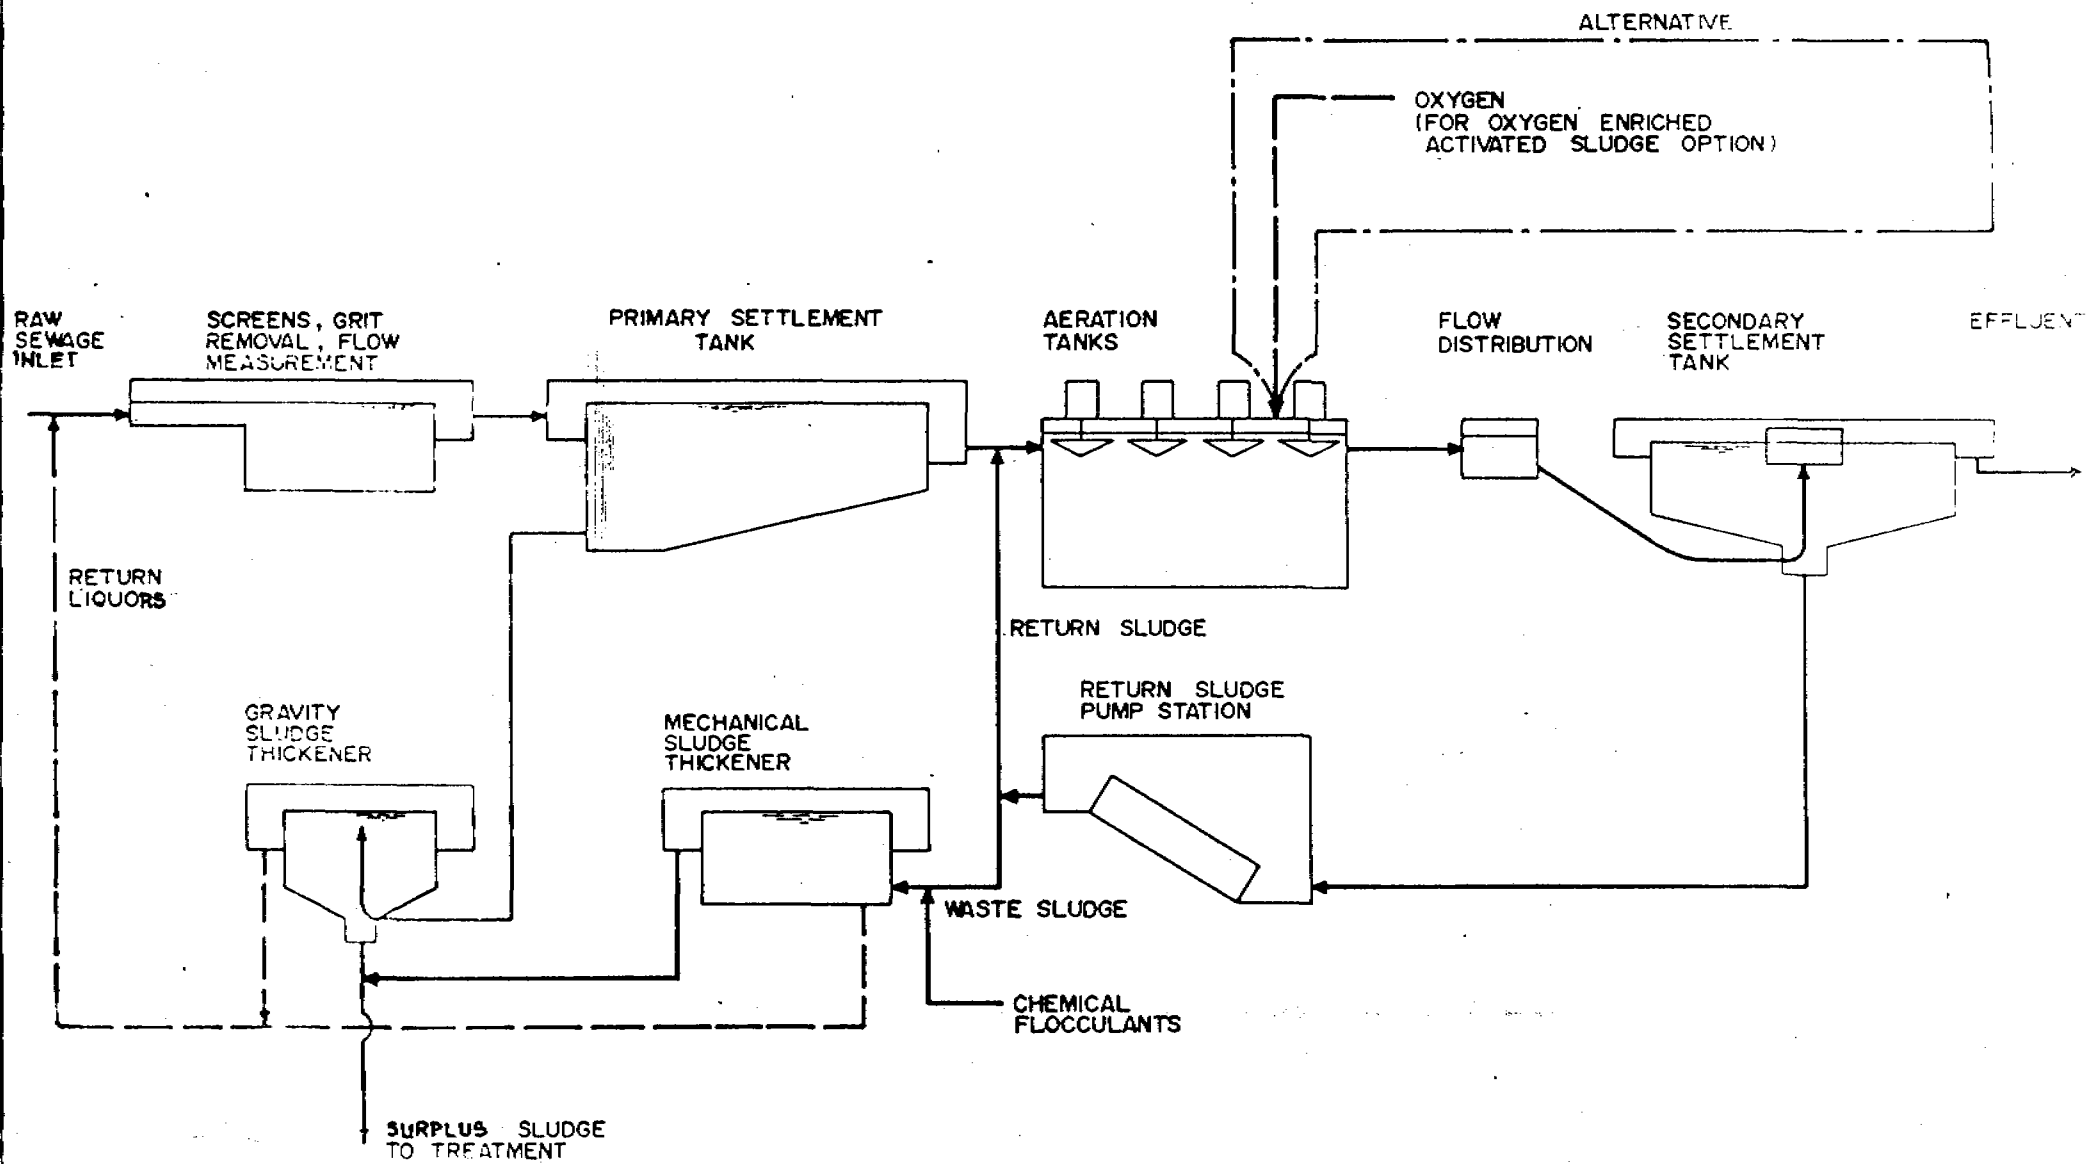 ALTERNATIVE
OXYGEN
(FOR OXYGEN ENRICHED
ACTIVATED SLUDGE OPTION)
RAW
SEWAGE
INLET
SCREENS, GRIT
REMOVAL, FLOW
MEASUREMENT
PRIMARY SETTLEMENT
TANK
AERATION
TANKS
FLOW
DISTRIBUTION
SECONDARY
SETTLEMENT
TANK
EFFLUENT
RETURN
LIQUORS
RETURN SLUDGE
RETURN SLUDGE
PUMP STATION
GRAVITY
SLUDGE
THICKENER
MECHANICAL
SLUDGE
THICKENER
WASTE SLUDGE
CHEMICAL
FLOCCULANTS
SURPLUS SLUDGE
TO TREATMENT